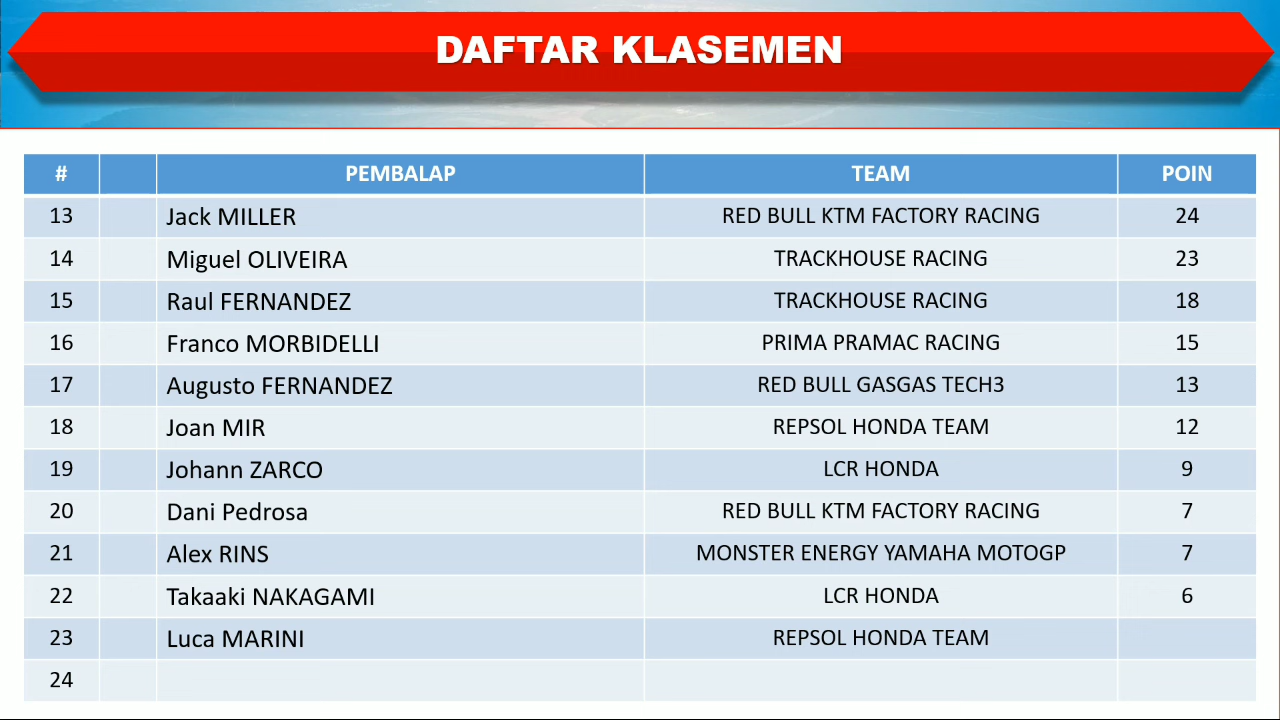 DAFTAR KLASEMEN
# PEMBALAP TEAM POIN
13 Jack MILLER RED BULL KTM FACTORY RACING 24
14 Miguel OLIVEIRA TRACKHOUSE RACING 23
15 Raul FERNANDEZ TRACKHOUSE RACING 18
16 Franco MORBIDELLI PRIMA PRAMAC RACING 15
17 Augusto FERNANDEZ RED BULL GASGAS TECH3 13
18 Joan MIR REPSOL HONDA TEAM 12
19 Johann ZARCO LCR HONDA 9
20 Dani Pedrosa RED BULL KTM FACTORY RACING 7
21 Alex RINS MONSTER ENERGY YAMAHA MOTOGP 7
22 Takaaki NAKAGAMI LCR HONDA 6
23 Luca MARINI REPSOL HONDA TEAM
24